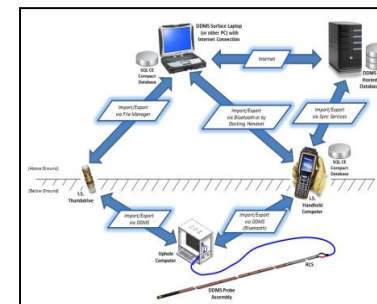 DDMS Surface Laptop
(or other PC) with
Internet Connection
SQL CE
Compact
Database
Internet
DDMS
Hosted
Database
Import/Export
via File Manager
Import/Export
via Bluetooth or by
Docking Handset
Import/Export
via Sync Services
SQL CE
Compact
Database
(Above Ground)
(Below Ground)
I.S.
Thumbdrive
I.S.
Handheld
Computer
Import/Export
via DDMS
Import/Export
via DDMS
(Bluetooth)
Uphole
Computer
RCS
DDMS Probe
Assembly